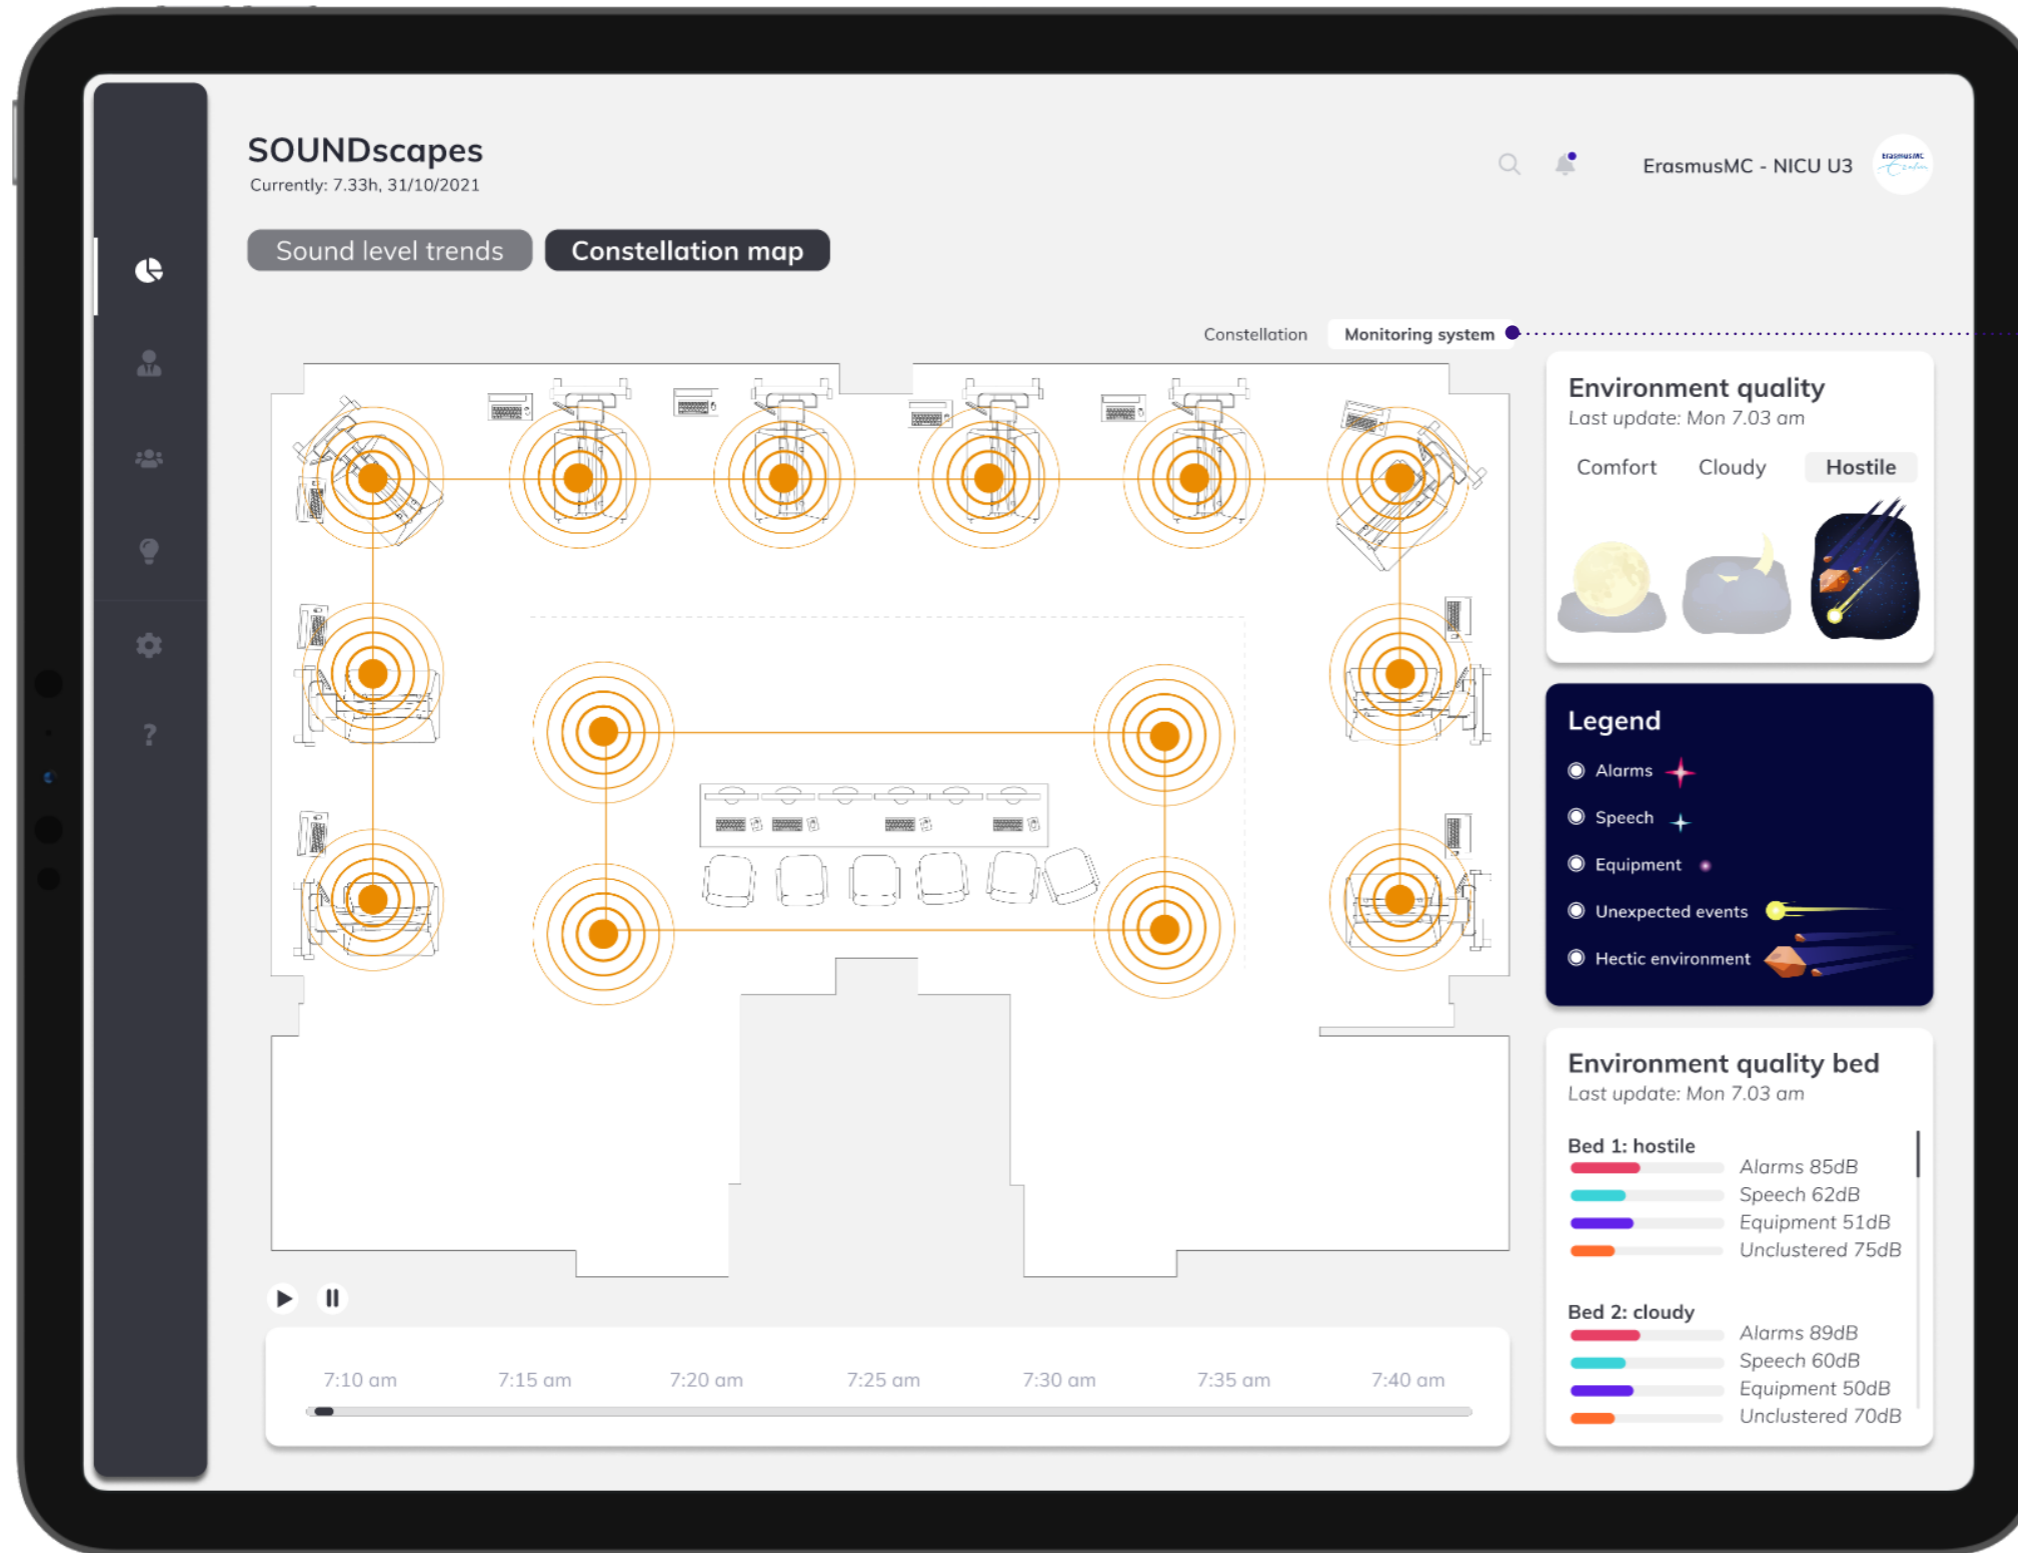 SOUNDscapes
Currently: 7.33h, 31/10/2021
ErasmusMC - NICU U3
Erasmus MC
Sound level trends
Constellation map
Constellation
Monitoring system
Environment quality
Last update: Mon 7.03 am
Comfort
Cloudy
Hostile
Legend
Alarms
Speech
Equipment
Unexpected events
Hectic environment
Environment quality bed
Last update: Mon 7.03 am
Bed 1: hostile
Alarms 85dB
Speech 62dB
Equipment 51dB
Unclustered 75dB
Bed 2: cloudy
Alarms 89dB
Speech 60dB
Equipment 50dB
Unclustered 70dB
7:10 am
7:15 am
7:20 am
7:25 am
7:30 am
7:35 am
7:40 am
?